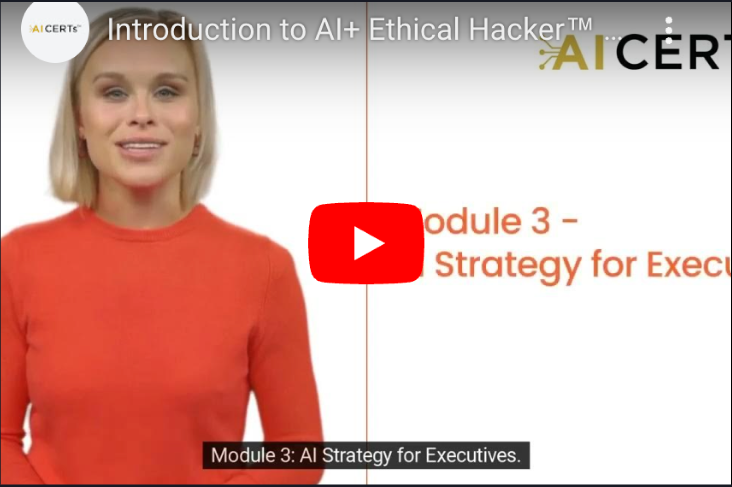 AI CERTs™
Introduction to AI+ Ethical Hacker™ ...
AI CERT
odule 3 -
Strategy for Execu
Module 3: AI Strategy for Executives.